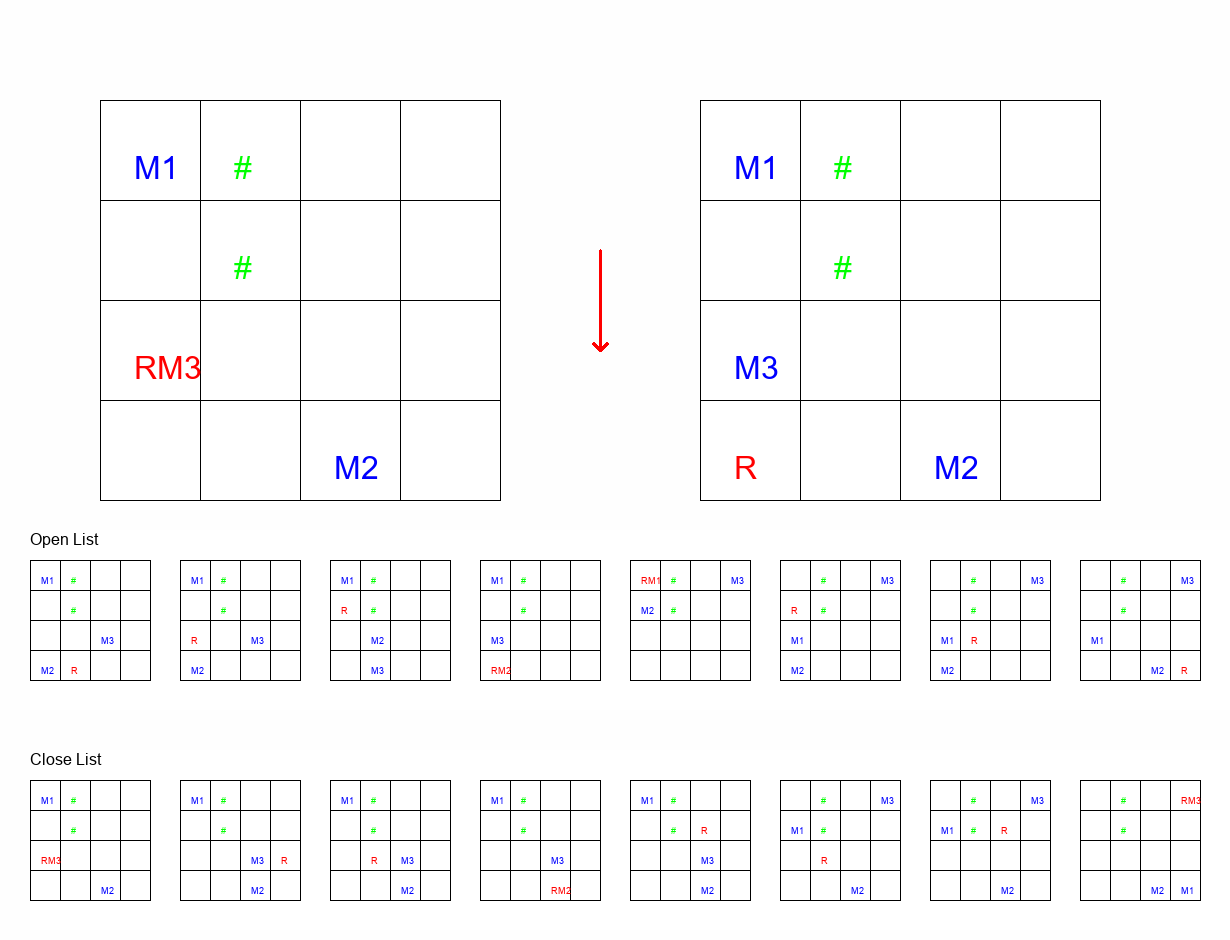 M1 # M1 #
# #
RM3 M3
M2 R M2
Open List
M1 # M1 # M1 # M1 # RM1 # M3 # M3 # M3 # M3
# # R # # M2 # R # # #
M3 R M3 M2 M3 M1 M1 R M1
M2 R M2 M3 RM2 M2 M2 M2 R
Close List
M1 # M1 # M1 # M1 # M1 # # M3 # M3 # RM3
# # # # # R M1 # M1 # R #
RM3 M3 R R M3 M3 M3 R
M2 M2 M2 RM2 M2 M2 M2 M2 M1